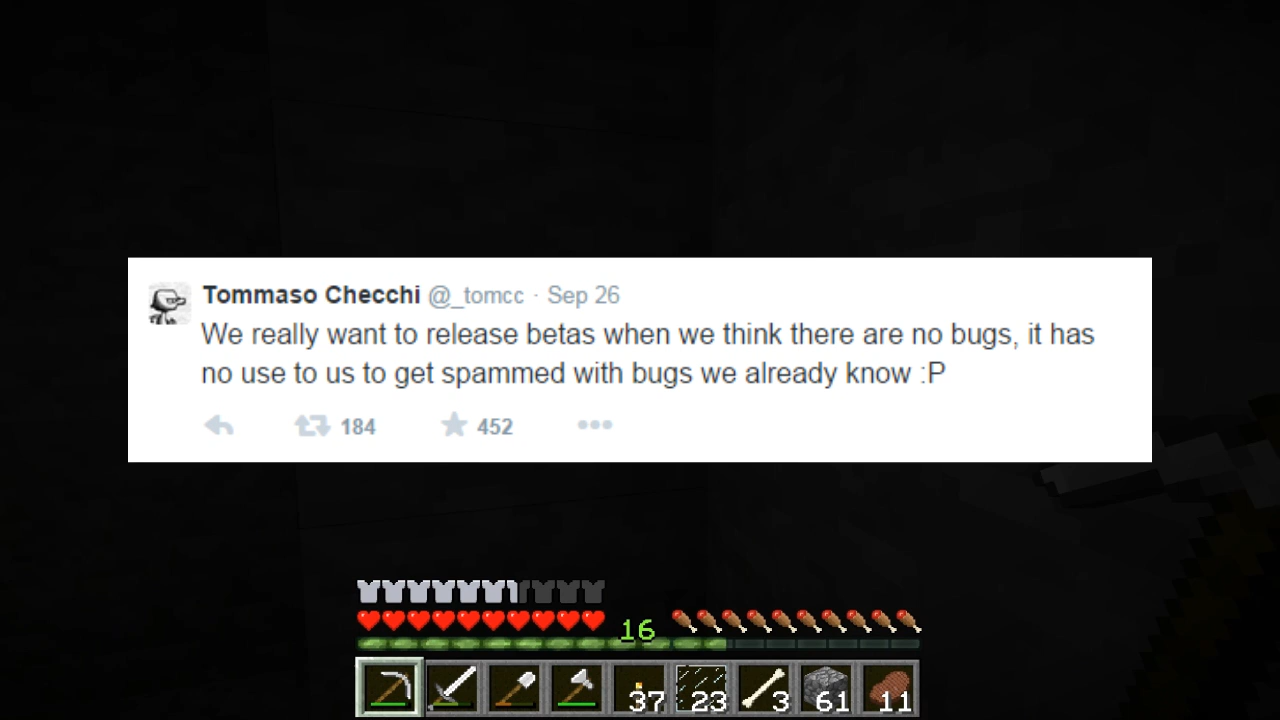 Tommaso Checchi @_tomcc · Sep 26
We really want to release betas when we think there are no bugs, it has
no use to us to get spammed with bugs we already know :P
184 452
16
37 23 3 61 11